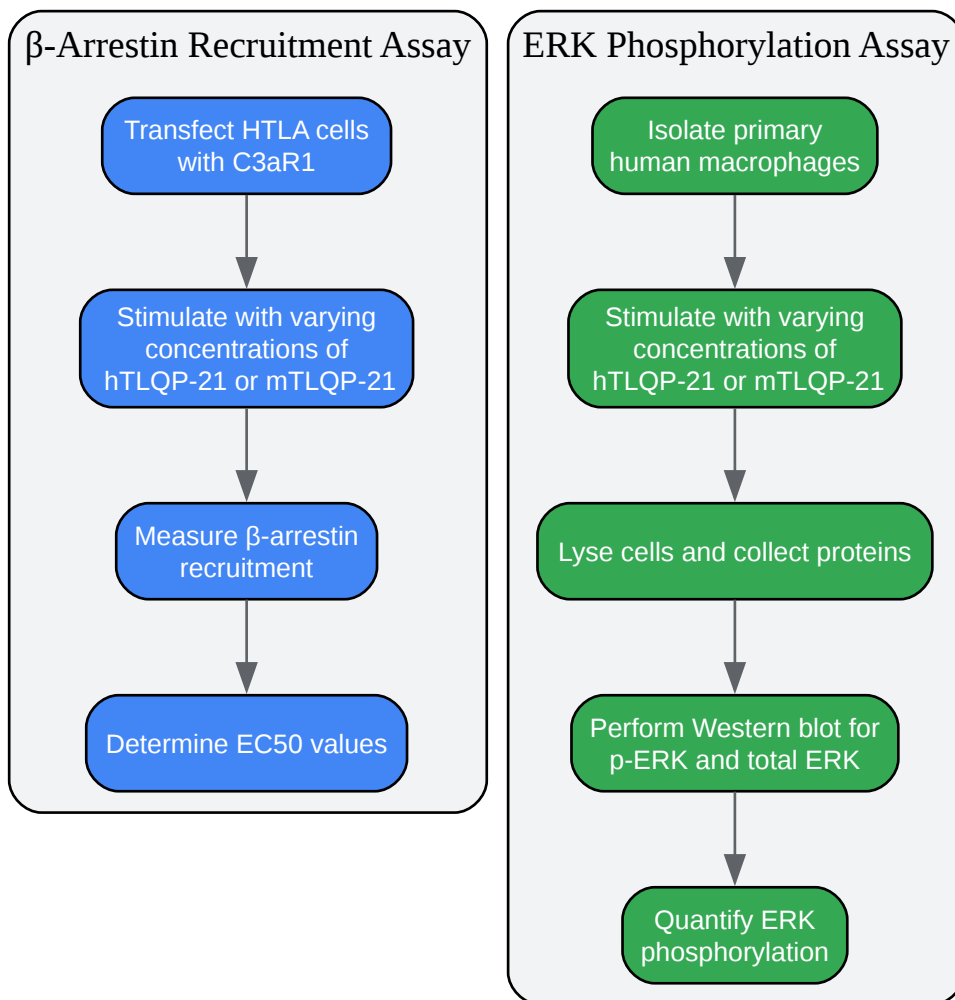 β-Arrestin Recruitment Assay
Transfect HTLA cells
with C3aR1
Stimulate with varying
concentrations of
hTLQP-21 or mTLQP-21
Measure β-arrestin
recruitment
Determine EC50 values
ERK Phosphorylation Assay
Isolate primary
human macrophages
Stimulate with varying
concentrations of
hTLQP-21 or mTLQP-21
Lyse cells and collect proteins
Perform Western blot for
p-ERK and total ERK
Quantify ERK
phosphorylation